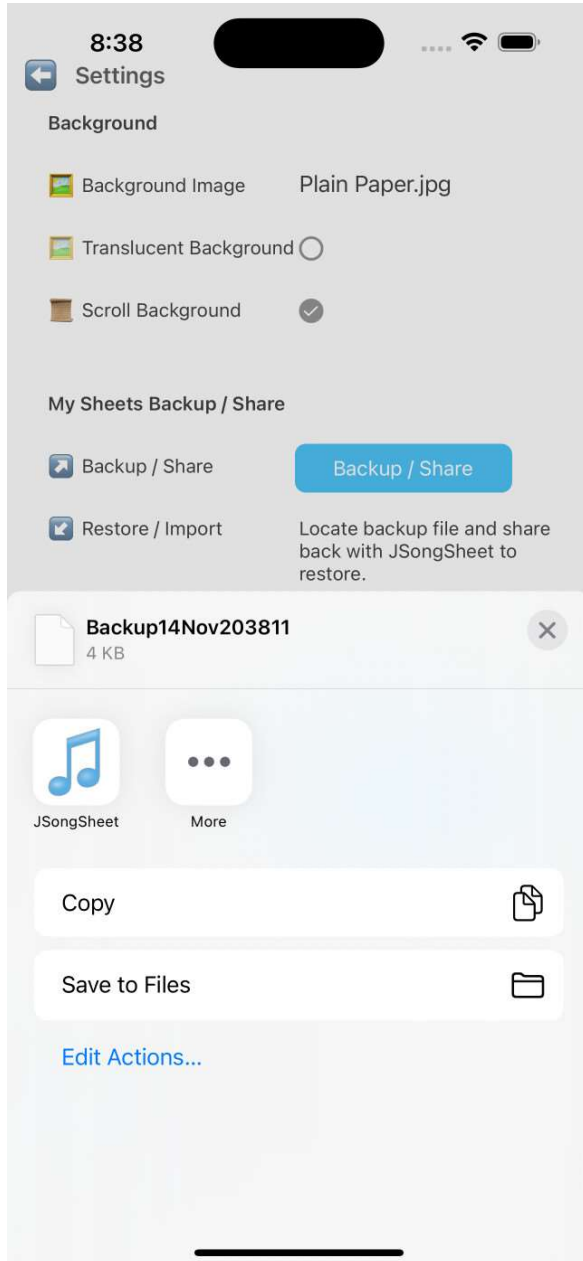 8:38
Settings
Background
Background Image Plain Paper.jpg
Translucent Background
Scroll Background
My Sheets Backup / Share
Backup / Share Backup / Share
Restore / Import Locate backup file and share
back with JSongSheet to
restore.
Backup14Nov203811
4 KB
JSongSheet More
Copy
Save to Files
Edit Actions...